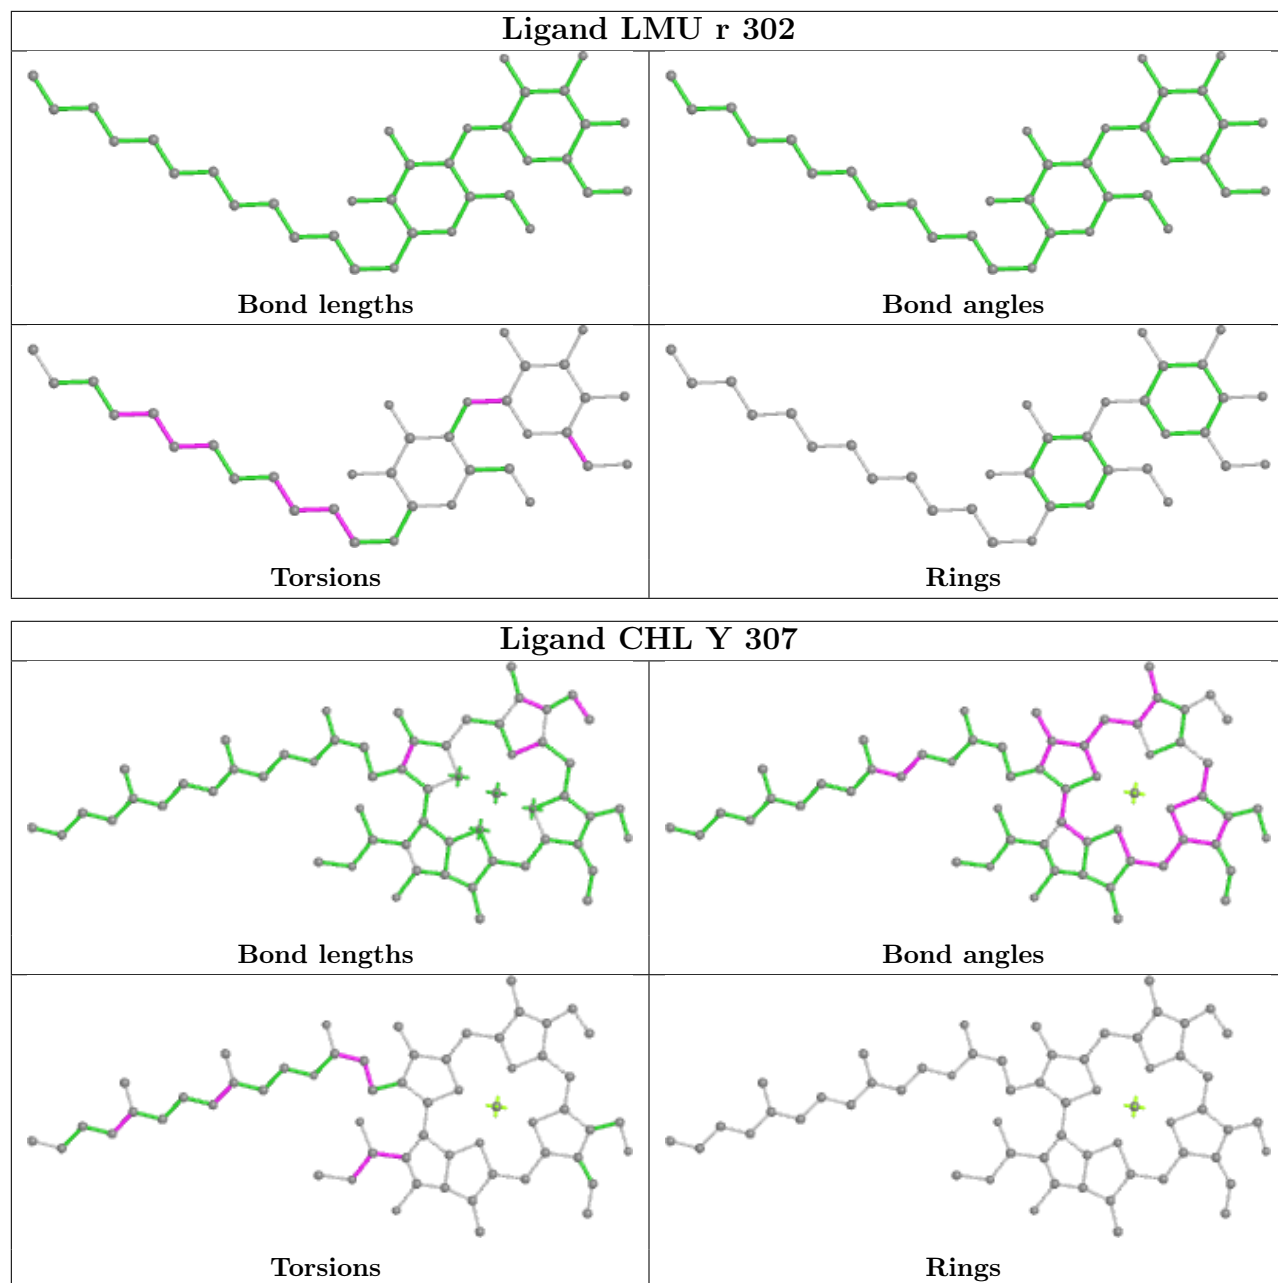 Ligand LMU r 302
Bond lengths
Bond angles
Torsions
Rings
Ligand CHL Y 307
Bond lengths
Bond angles
Torsions
Rings